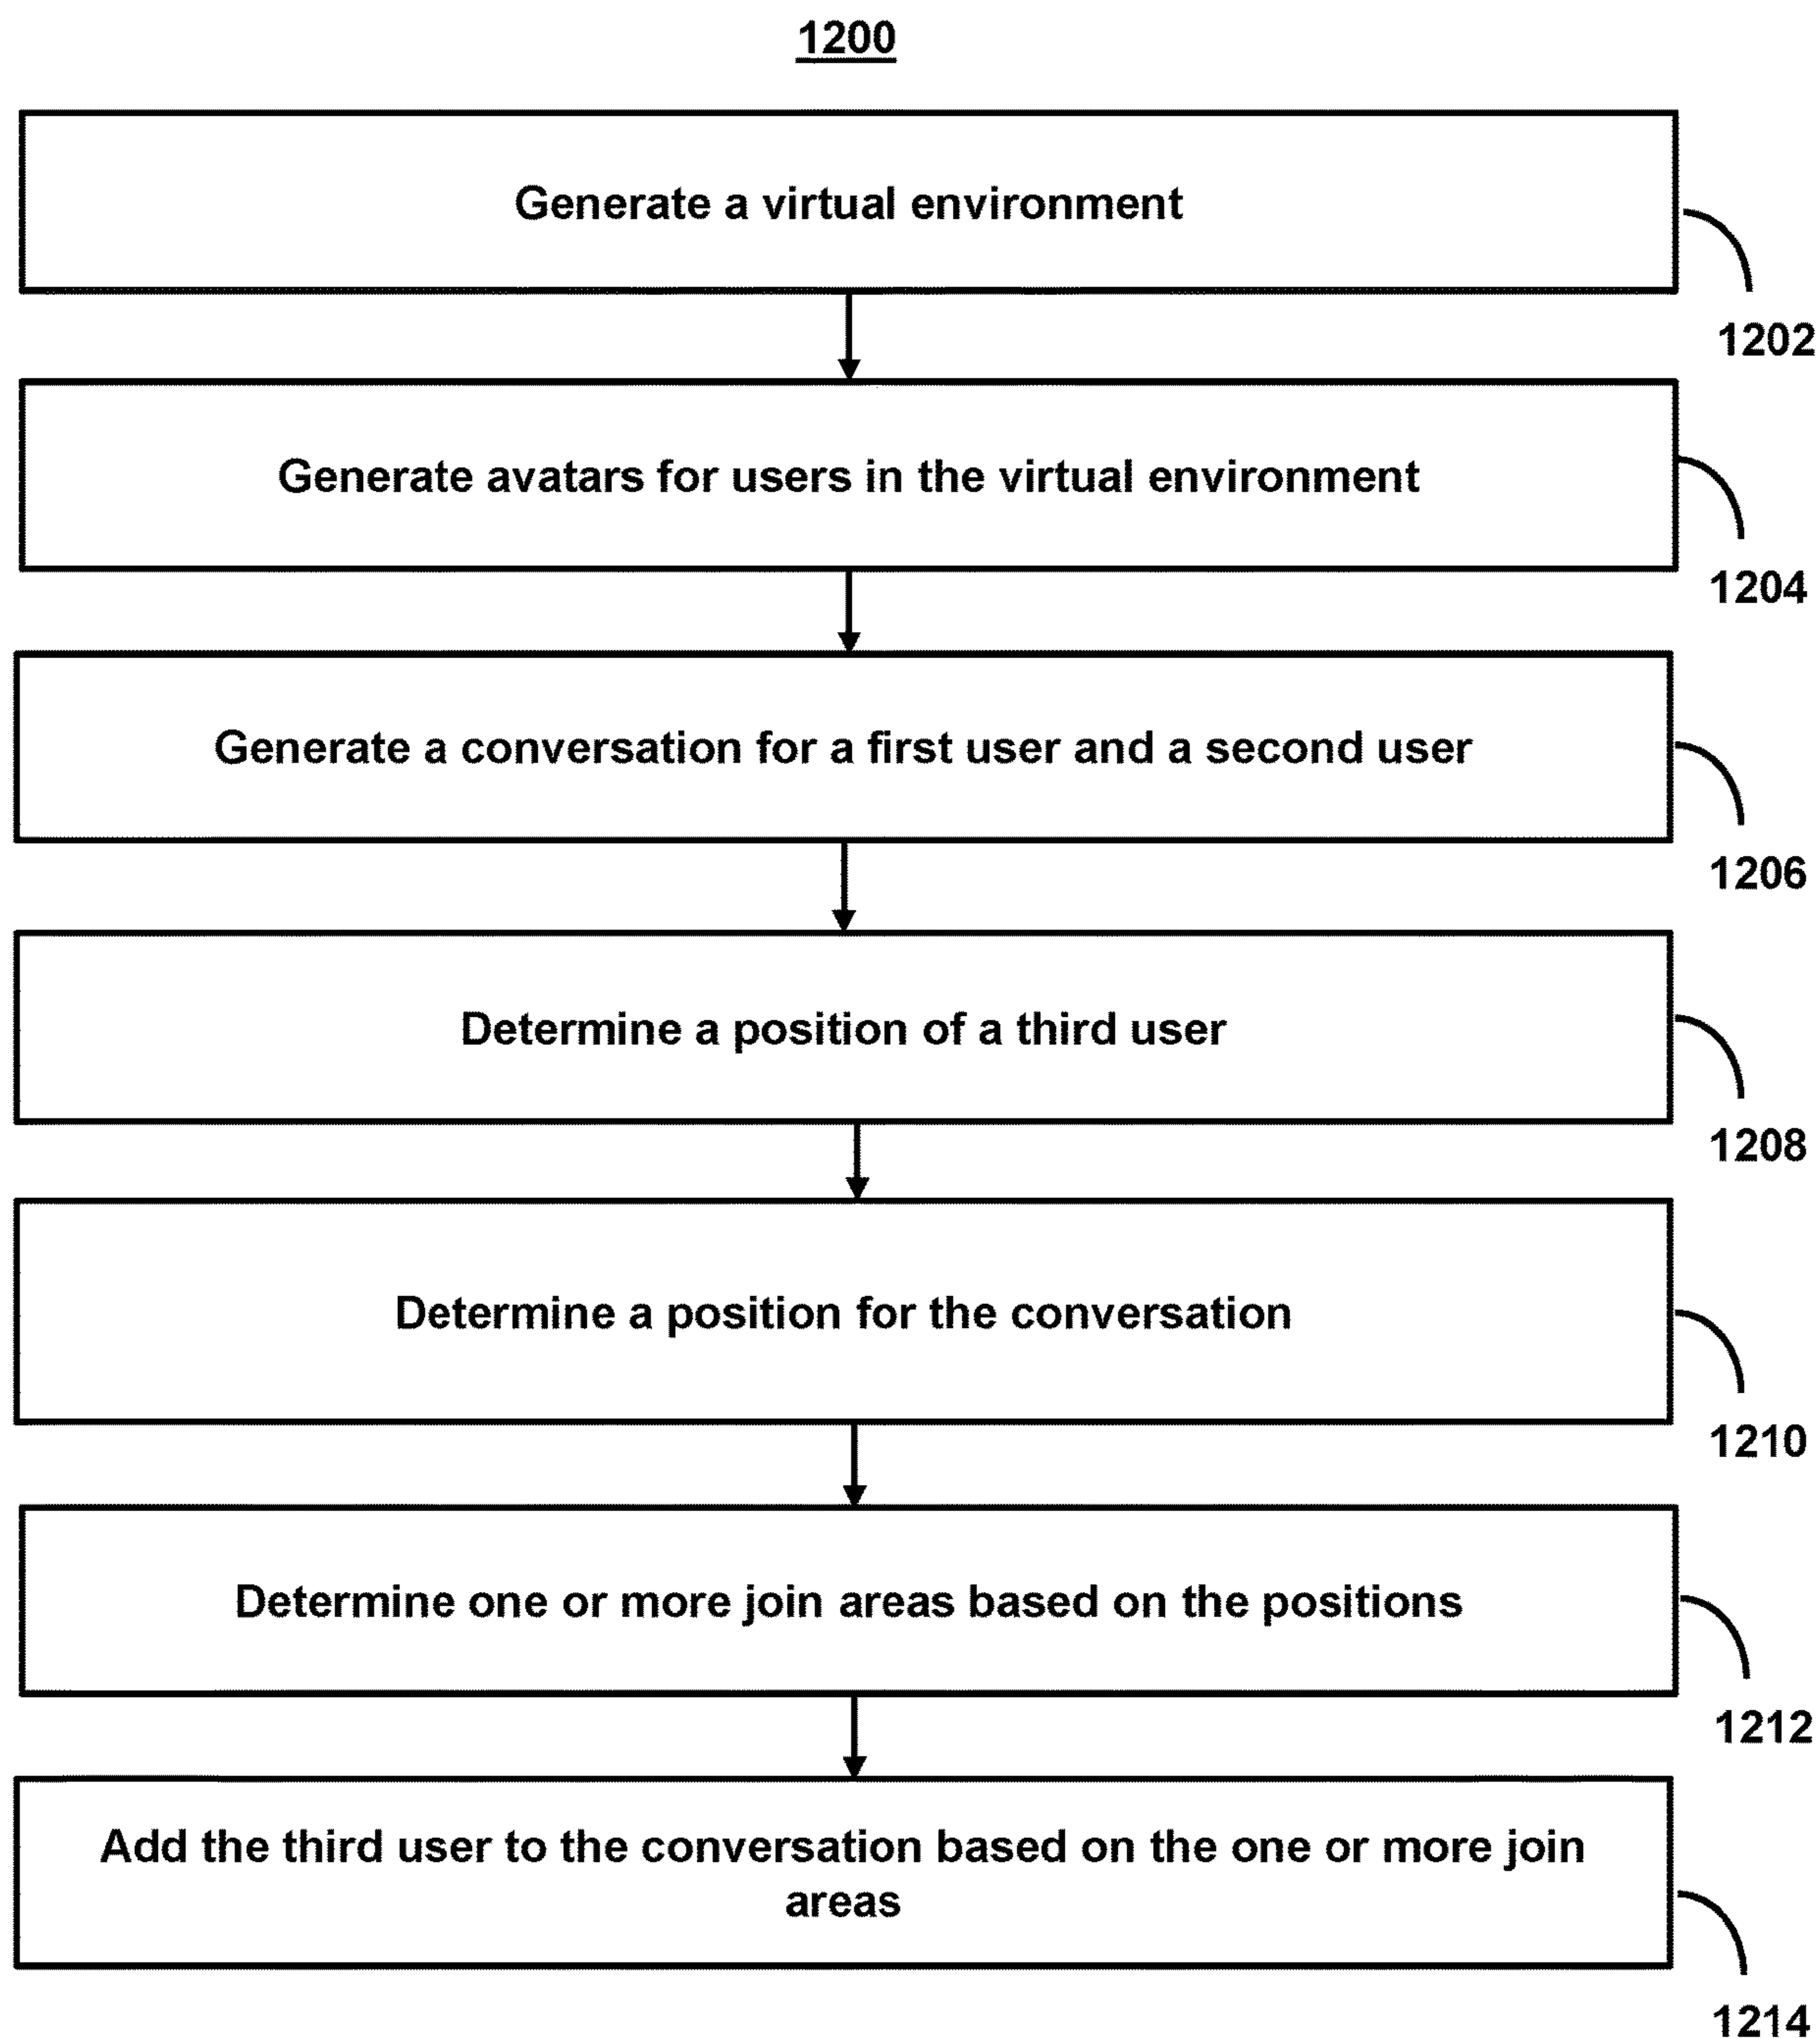 1200
Generate a virtual environment
1202
Generate avatars for users in the virtual environment
1204
Generate a conversation for a first user and a second user
1206
Determine a position of a third user
1208
Determine a position for the conversation
1210
Determine one or more join areas based on the positions
1212
Add the third user to the conversation based on the one or more join
areas
1214